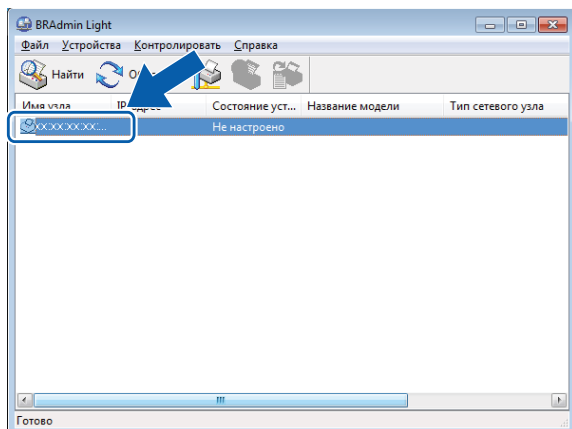 BRAdmin Light
Файл Устройства Контролировать Справка
Найти
Имя узла Состояние уст... Название модели Тип сетевого узла
XX:XX:XX:XX:... Не настроено
Готово